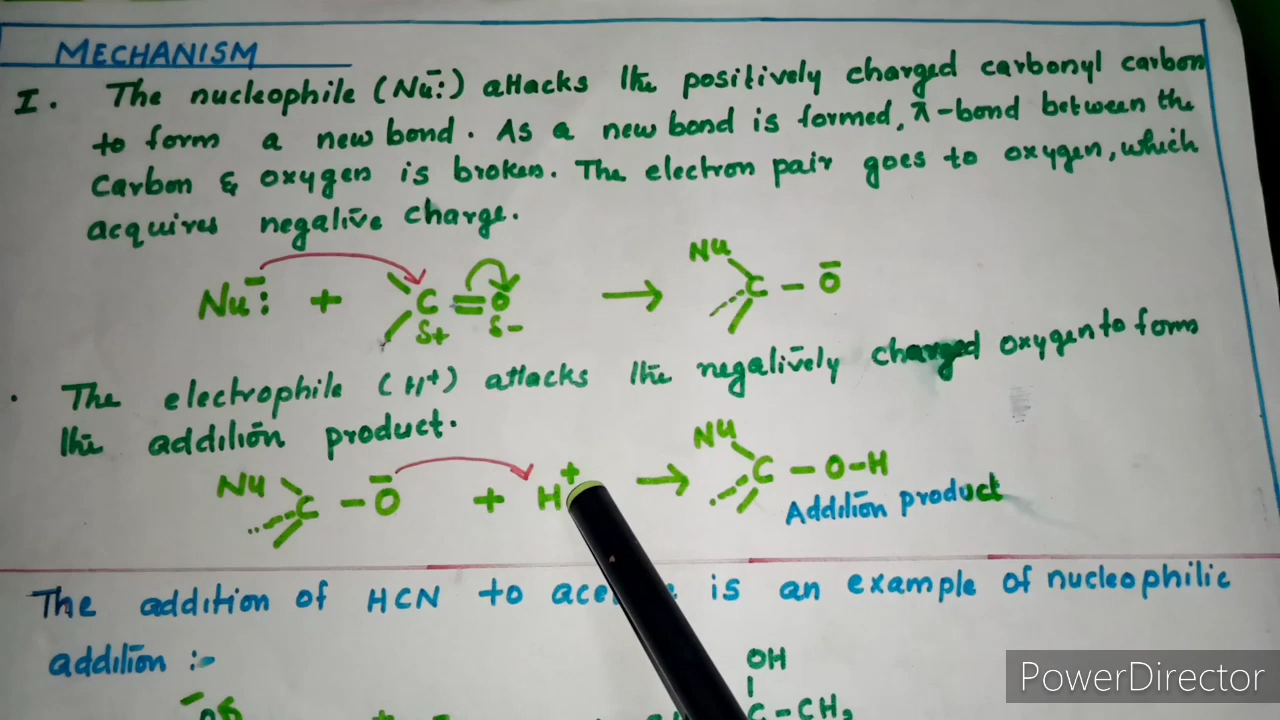 MECHANISM
I. The nucleophile (Nu:⁻) attacks the positively charged carbonyl carbon
to form a new bond. As a new bond is formed, π-bond between the
carbon & oxygen is broken. The electron pair goes to oxygen, which
acquires negative charge.
Nu:⁻ + C=O → Nu C-O⁻
δ+ δ-
. The electrophile (H+) attacks the negatively charged oxygen to form
the addition product.
Nu C-O⁻ + H+ → Nu C-O-H
Addition product
The addition of HCN to is an example of nucleophilic
addition :-
OH
C-CH3
PowerDirector